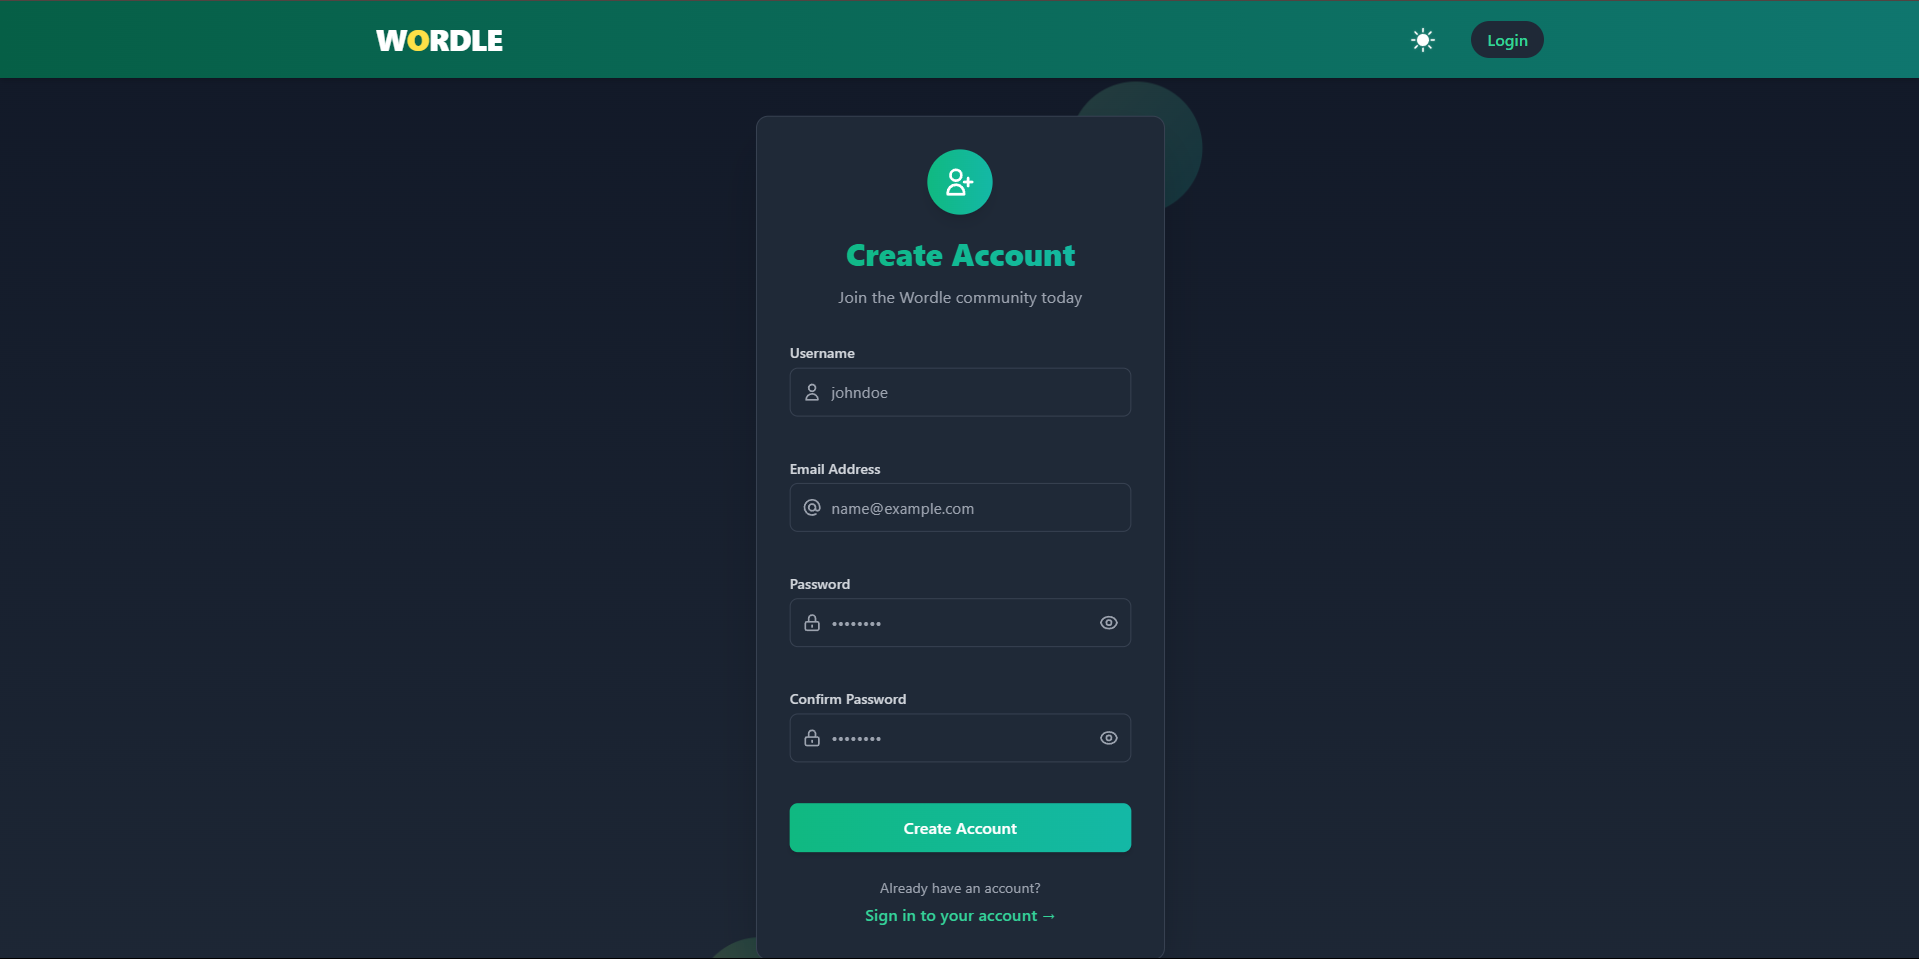 WORDLE
Login
Create Account
Join the Wordle community today
Username
johndoe
Email Address
name@example.com
Password
••••••••
Confirm Password
••••••••
Create Account
Already have an account?
Sign in to your account →